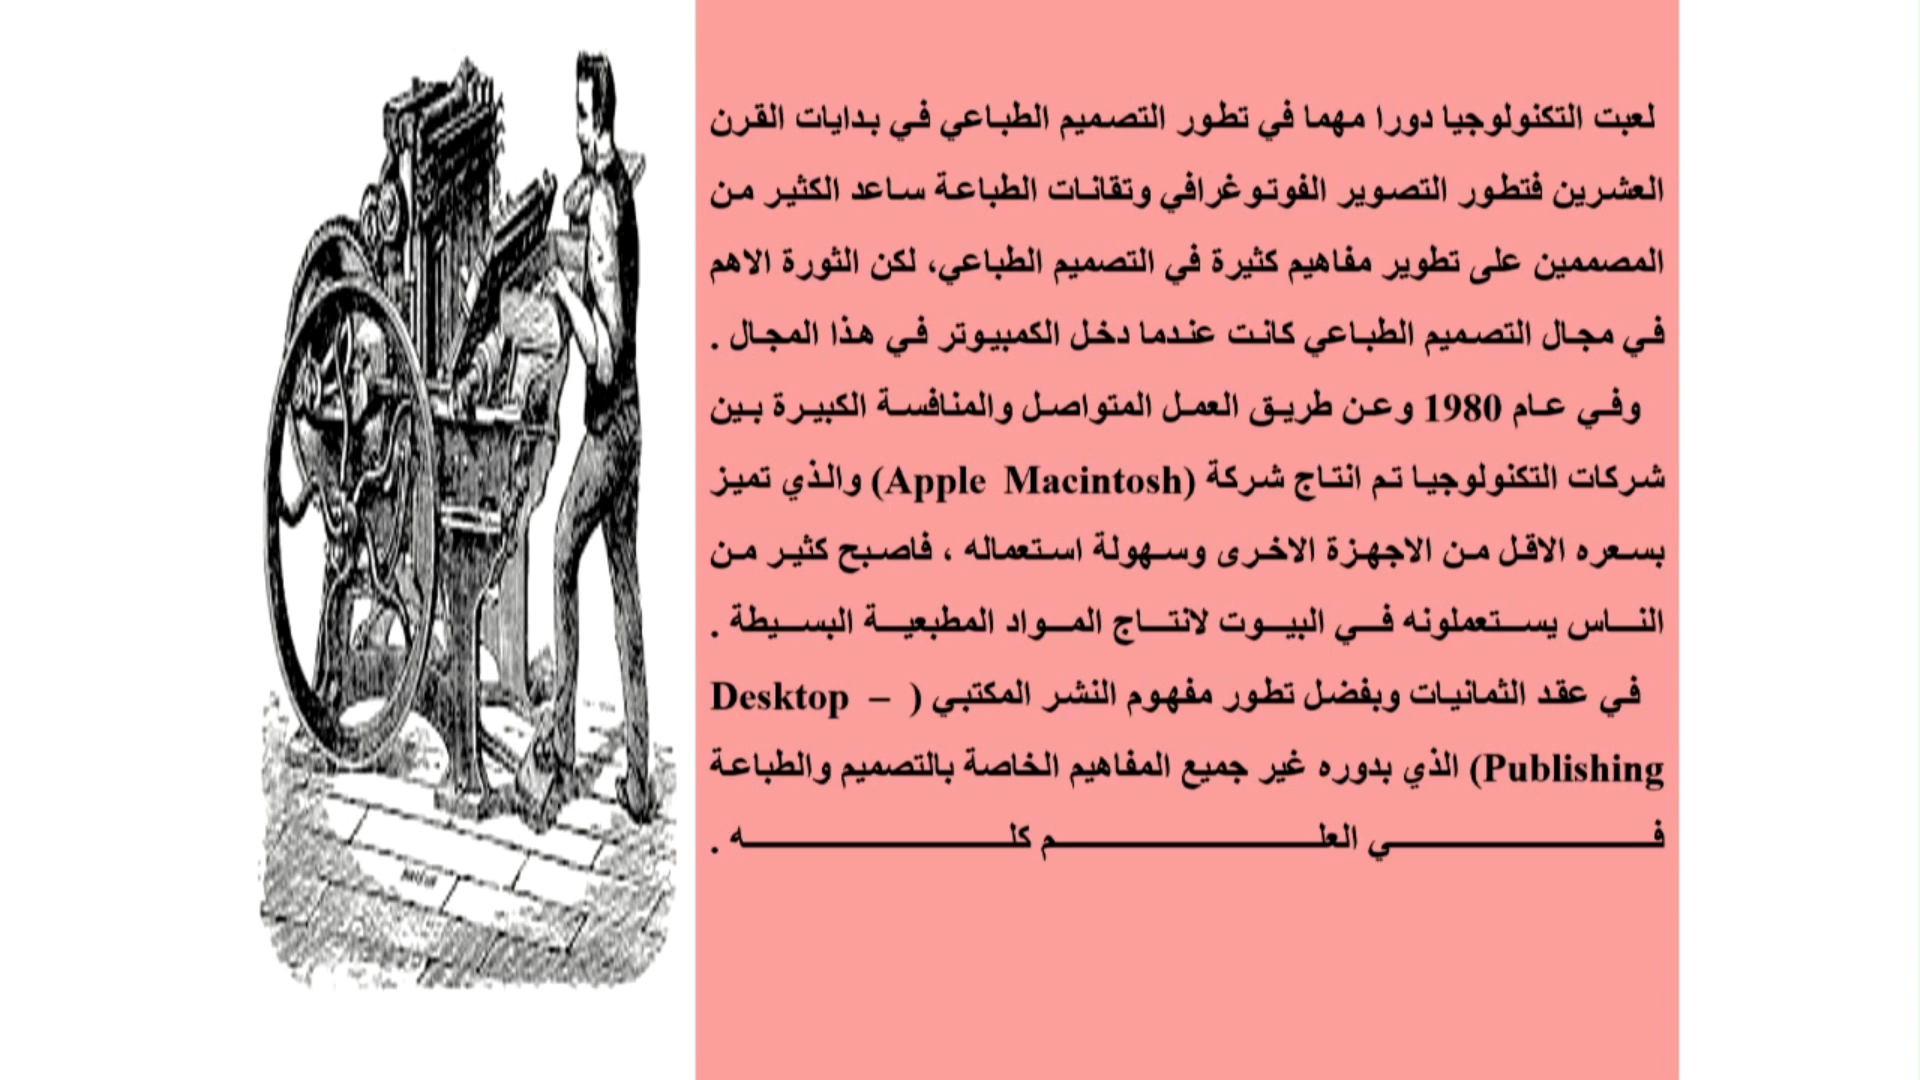 لعبت التكنولوجيا دورا مهما في تطور التصميم الطباعي في بدايات القرن
العشرين فتطور التصوير الفوتوغرافي وتقانات الطباعة ساعد الكثير من
المصممين على تطوير مفاهيم كثيرة في التصميم الطباعي، لكن الثورة الاهم
في مجال التصميم الطباعي كانت عندما دخل الكمبيوتر في هذا المجال .
وفي عام 1980 وعن طريق العمل المتواصل والمنافسة الكبيرة بين
شركات التكنولوجيا تم انتاج شركة (Apple Macintosh) والذي تميز
بسعره الاقل من الاجهزة الاخرى وسهولة استعماله ، فاصبح كثير من
الناس يستعملونه في البيوت لانتاج المواد المطبعية البسيطة .
في عقد الثمانيات وبفضل تطور مفهوم النشر المكتبي ( Desktop –
Publishing) الذي بدوره غير جميع المفاهيم الخاصة بالتصميم والطباعة
في العلم كله .